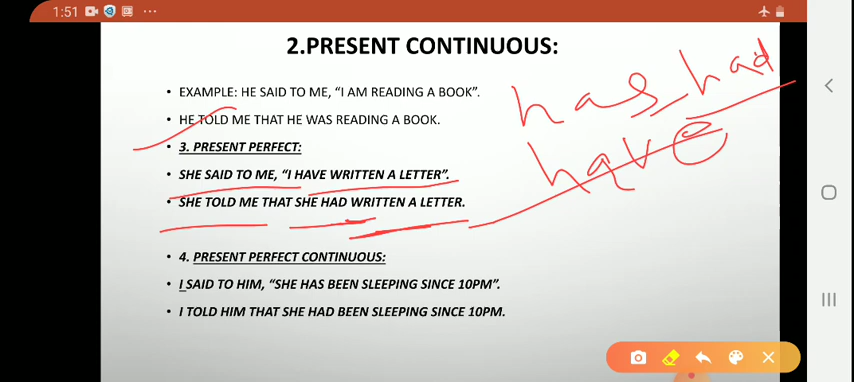 1:51
2.PRESENT CONTINUOUS:
• EXAMPLE: HE SAID TO ME, “I AM READING A BOOK”.
• HE TOLD ME THAT HE WAS READING A BOOK.
• 3. PRESENT PERFECT:
• SHE SAID TO ME, “I HAVE WRITTEN A LETTER”.
• SHE TOLD ME THAT SHE HAD WRITTEN A LETTER.
• 4. PRESENT PERFECT CONTINUOUS:
• I SAID TO HIM, “SHE HAS BEEN SLEEPING SINCE 10PM”.
• I TOLD HIM THAT SHE HAD BEEN SLEEPING SINCE 10PM.
has had
have